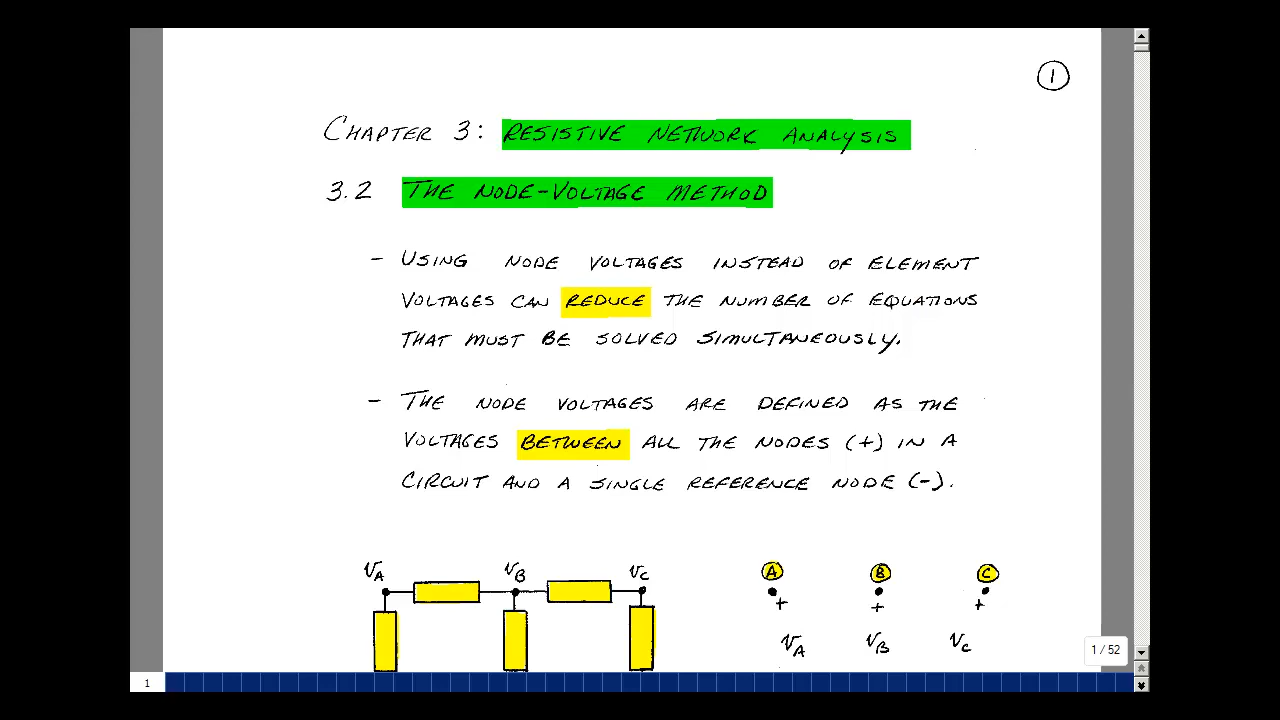 1
CHAPTER 3: RESISTIVE NETWORK ANALYSIS
3.2 THE NODE-VOLTAGE METHOD
- USING NODE VOLTAGES INSTEAD OF ELEMENT
VOLTAGES CAN REDUCE THE NUMBER OF EQUATIONS
THAT MUST BE SOLVED SIMULTANEOUSLY.
- THE NODE VOLTAGES ARE DEFINED AS THE
VOLTAGES BETWEEN ALL THE NODES (+) IN A
CIRCUIT AND A SINGLE REFERENCE NODE (-).
VA VB VC A B C
+ + +
VA VB VC
1 / 52
1